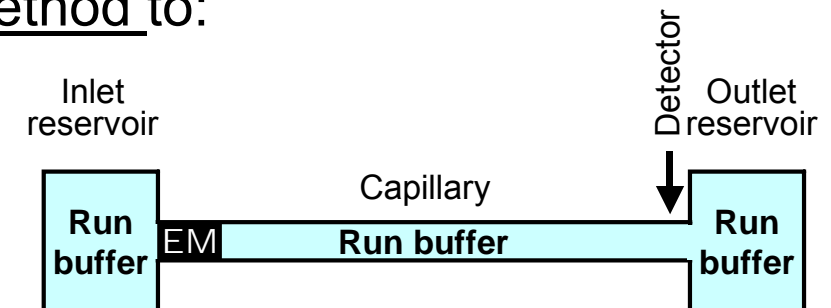 ethod to:
Detector
Inlet
reservoir
Outlet
reservoir
Capillary
Run
buffer
EM
Run buffer
Run
buffer